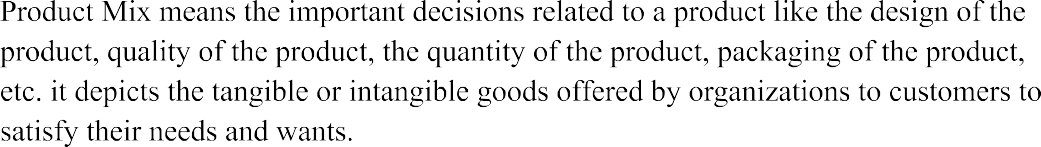 Product Mix means the important decisions related to a product like the design of the
product, quality of the product, the quantity of the product, packaging of the product,
etc. it depicts the tangible or intangible goods offered by organizations to customers to
satisfy their needs and wants.